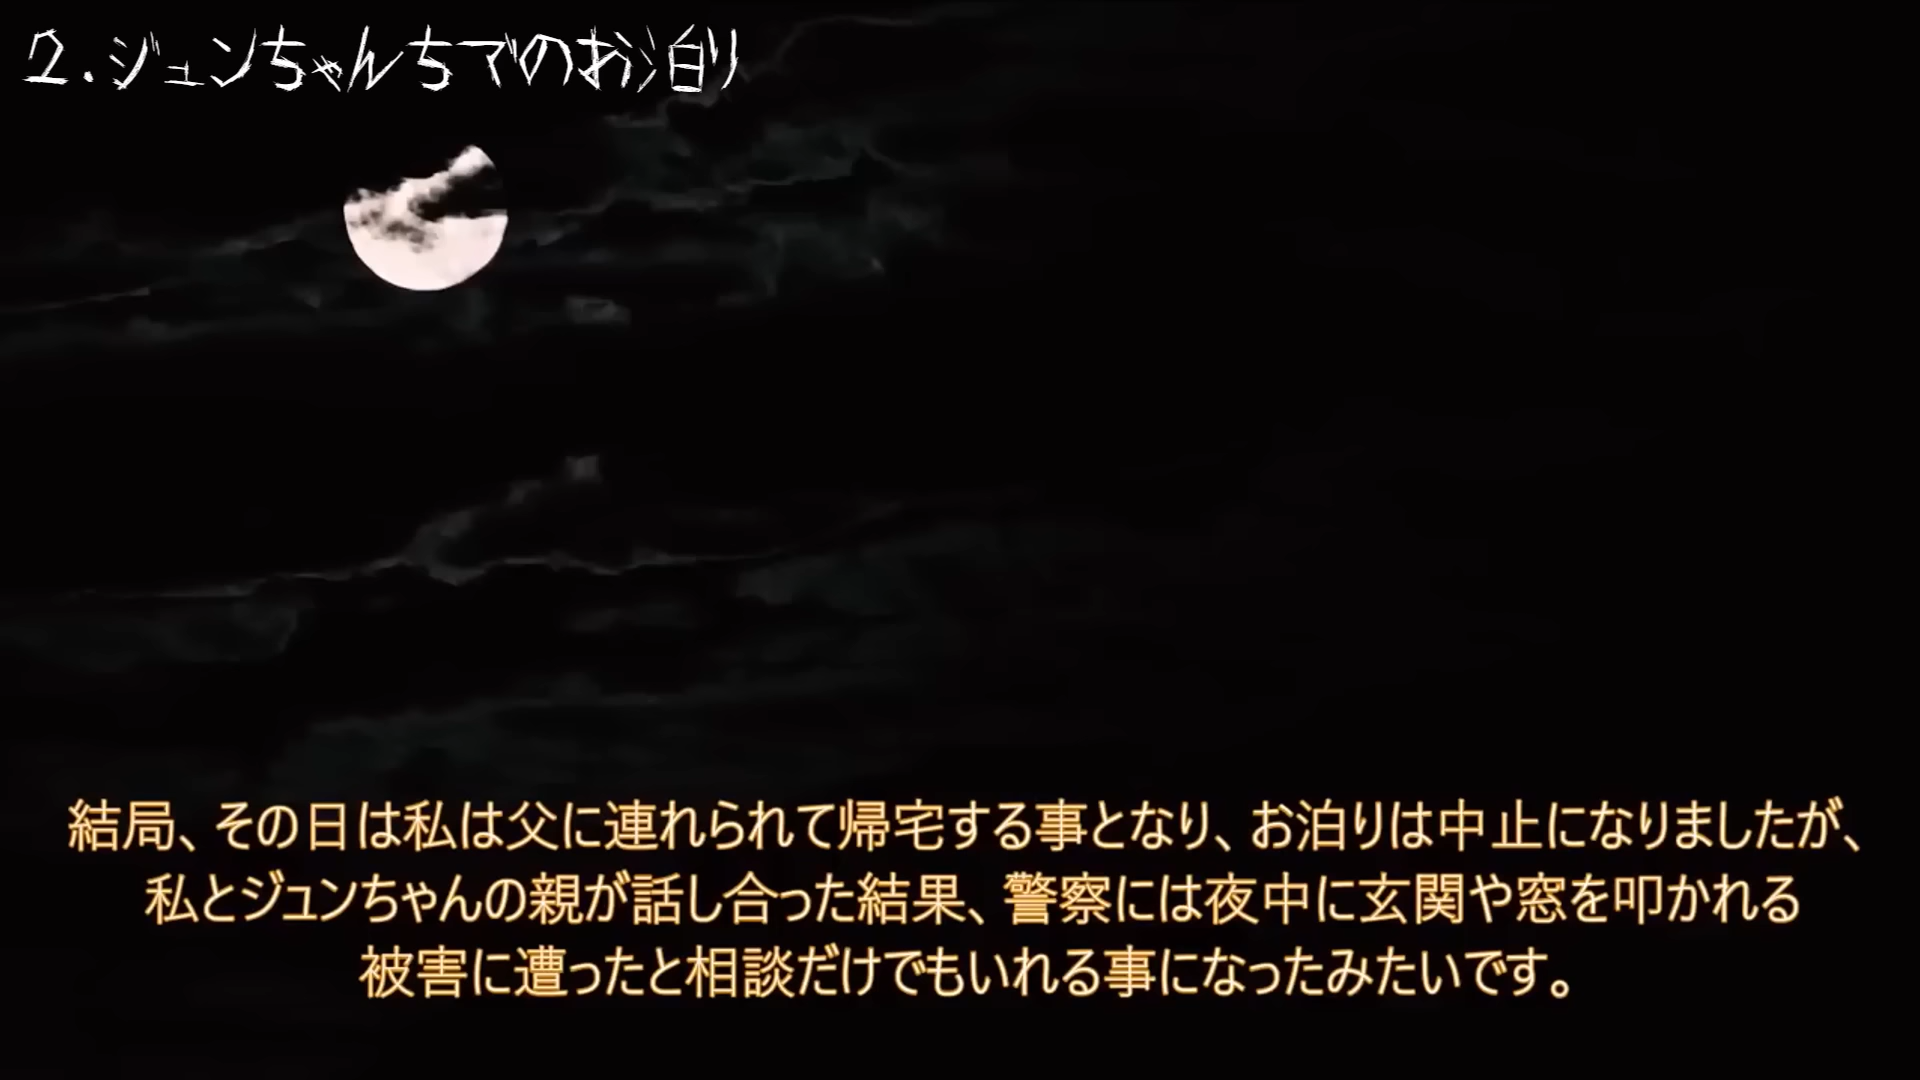 2.ジュンちゃんちでのお泊り
結局、その日は私は父に連れられて帰宅する事となり、お泊りは中止になりましたが、
私とジュンちゃんの親が話し合った結果、警察には夜中に玄関や窓を叩かれる
被害に遭ったと相談だけでもいれる事になったみたいです。